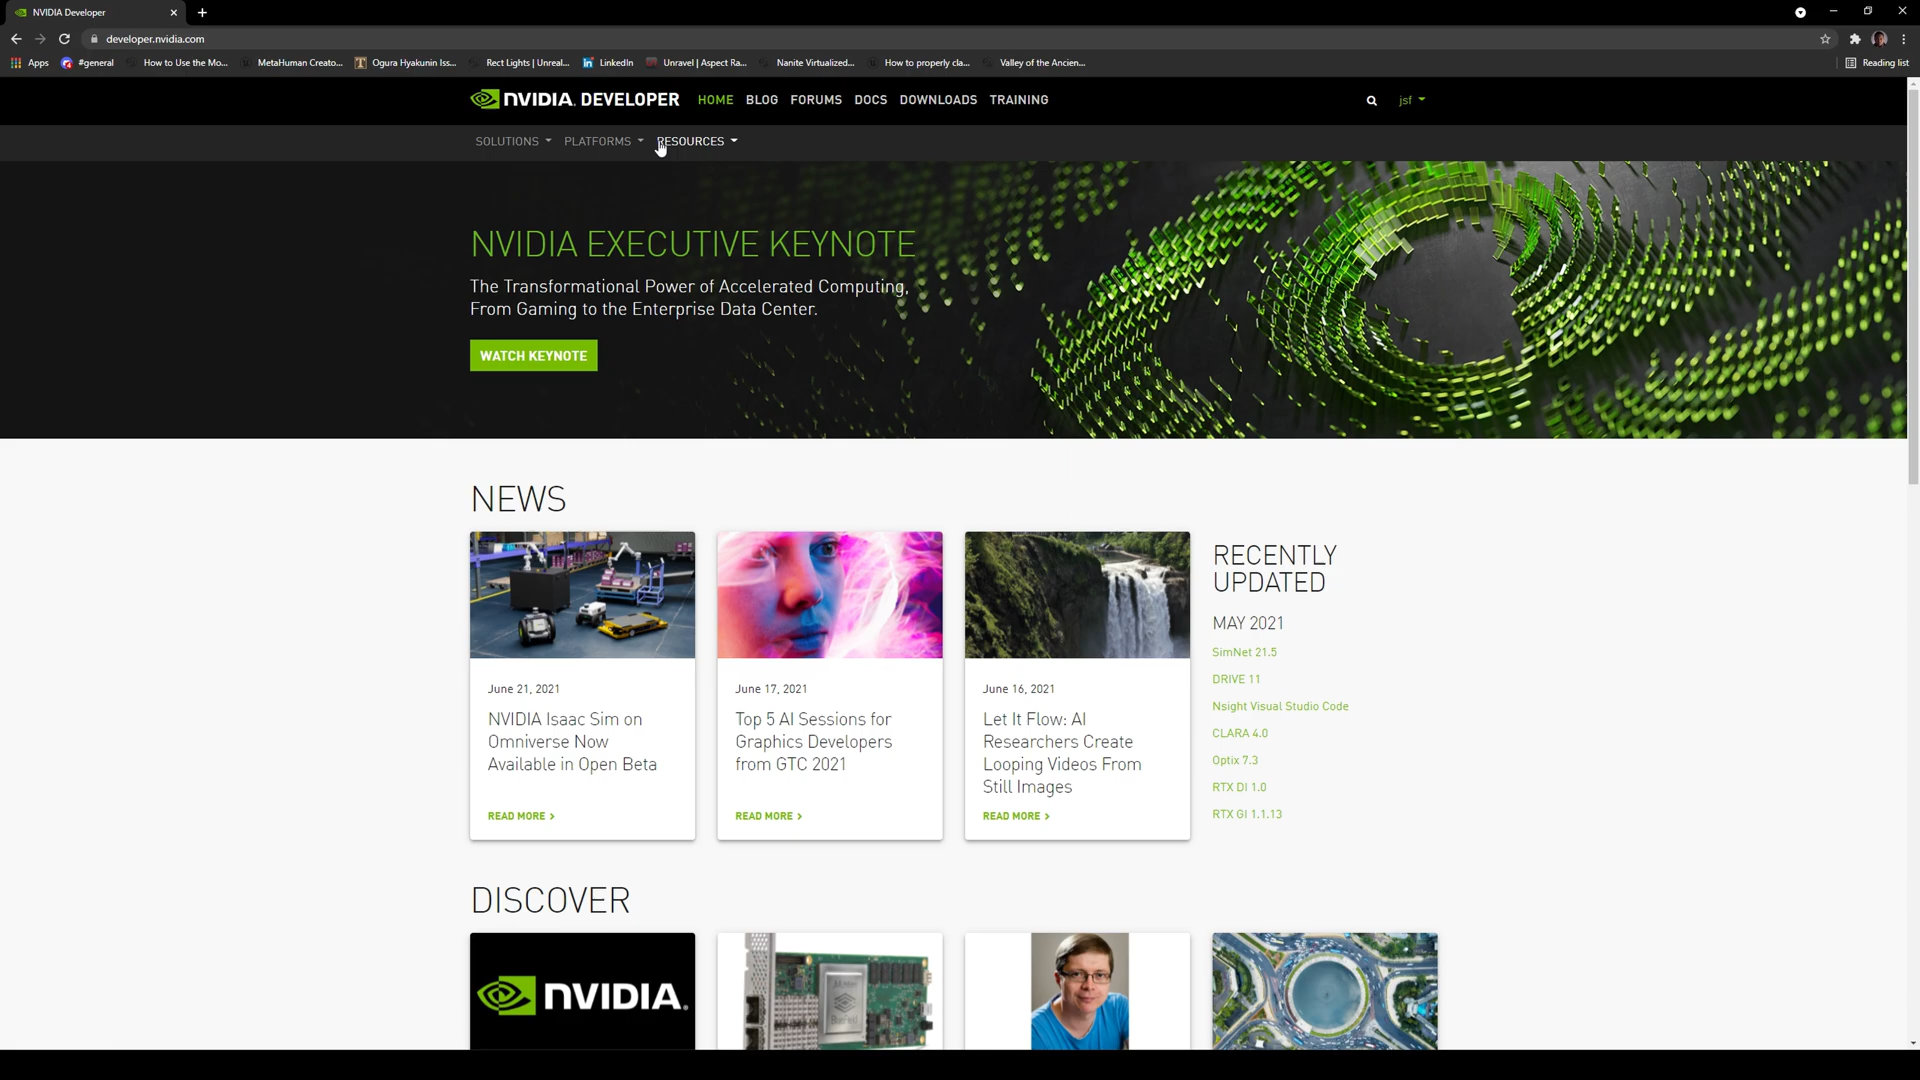 NVIDIA Developer
developer.nvidia.com
Apps
#general
How to Use the Mo...
MetaHuman Creato...
Ogura Hyakunin Iss...
Rect Lights | Unreal...
LinkedIn
Unravel | Aspect Ra...
Nanite Virtualized...
How to properly cla...
Valley of the Ancien...
Reading list
NVIDIA. DEVELOPER
HOME
BLOG
FORUMS
DOCS
DOWNLOADS
TRAINING
jsf
SOLUTIONS
PLATFORMS
RESOURCES
NVIDIA EXECUTIVE KEYNOTE
The Transformational Power of Accelerated Computing,
From Gaming to the Enterprise Data Center.
WATCH KEYNOTE
NEWS
June 21, 2021
NVIDIA Isaac Sim on
Omniverse Now
Available in Open Beta
READ MORE >
June 17, 2021
Top 5 AI Sessions for
Graphics Developers
from GTC 2021
READ MORE >
June 16, 2021
Let It Flow: AI
Researchers Create
Looping Videos From
Still Images
READ MORE >
RECENTLY
UPDATED
MAY 2021
SimNet 21.5
DRIVE 11
Nsight Visual Studio Code
CLARA 4.0
Optix 7.3
RTX DI 1.0
RTX GI 1.1.13
DISCOVER
NVIDIA.